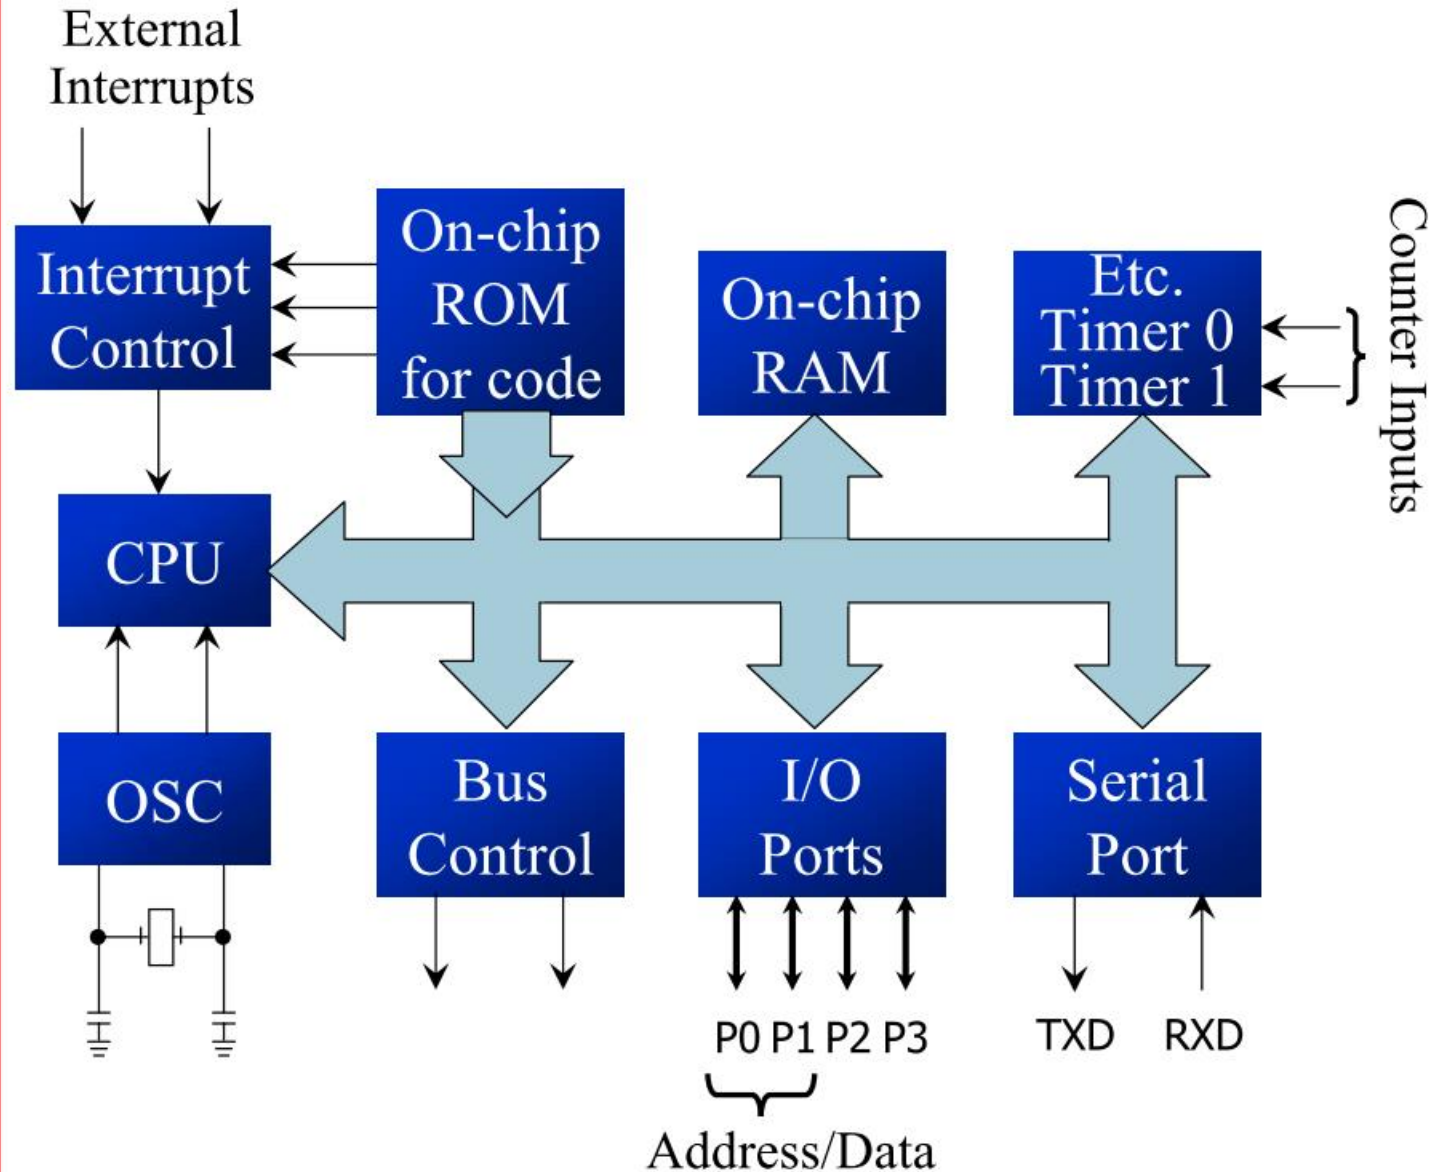 External
Interrupts
Interrupt
Control
On-chip
ROM
for code
On-chip
RAM
Etc.
Timer 0
Timer 1
Counter Inputs
CPU
OSC
Bus
Control
I/O
Ports
Serial
Port
P0 P1 P2 P3
TXD RXD
Address/Data